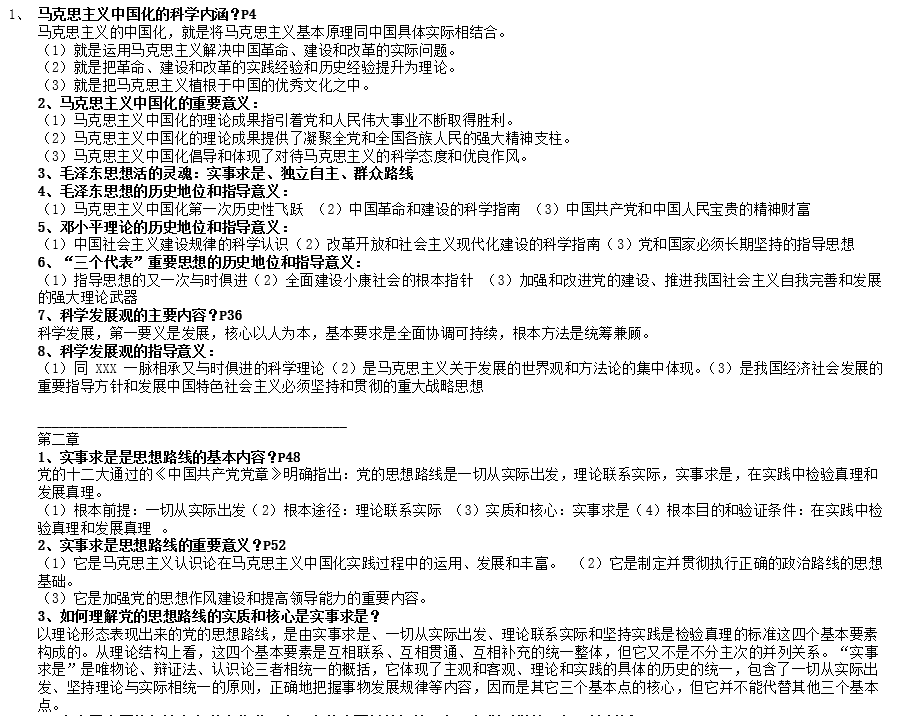 1、 马克思主义中国化的科学内涵？P4
马克思主义的中国化，就是将马克思主义基本原理同中国具体实际相结合。
（1）就是运用马克思主义解决中国革命、建设和改革的实际问题。
（2）就是把革命、建设和改革的实践经验和历史经验提升为理论。
（3）就是把马克思主义植根于中国的优秀文化之中。
2、马克思主义中国化的重要意义：
（1）马克思主义中国化的理论成果指引着党和人民伟大事业不断取得胜利。
（2）马克思主义中国化的理论成果提供了凝聚全党和全国各族人民的强大精神支柱。
（3）马克思主义中国化倡导和体现了对待马克思主义的科学态度和优良作风。
3、毛泽东思想活的灵魂：实事求是、独立自主、群众路线
4、毛泽东思想的历史地位和指导意义：
（1）马克思主义中国化第一次历史性飞跃 （2）中国革命和建设的科学指南 （3）中国共产党和中国人民宝贵的精神财富
5、邓小平理论的历史地位和指导意义：
（1）中国社会主义建设规律的科学认识（2）改革开放和社会主义现代化建设的科学指南（3）党和国家必须长期坚持的指导思想
6、“三个代表”重要思想的历史地位和指导意义：
（1）指导思想的又一次与时俱进（2）全面建设小康社会的根本指针 （3）加强和改进党的建设、推进我国社会主义自我完善和发展
的强大理论武器
7、科学发展观的主要内容？P36
科学发展，第一要义是发展，核心以人为本，基本要求是全面协调可持续，根本方法是统筹兼顾。
8、科学发展观的指导意义：
（1）同 XXX 一脉相承又与时俱进的科学理论（2）是马克思主义关于发展的世界观和方法论的集中体现。（3）是我国经济社会发展的
重要指导方针和发展中国特色社会主义必须坚持和贯彻的重大战略思想
第二章
1、实事求是是思想路线的基本内容？P48
党的十二大通过的《中国共产党党章》明确指出：党的思想路线是一切从实际出发，理论联系实际，实事求是，在实践中检验真理和
发展真理。
（1）根本前提：一切从实际出发（2）根本途径：理论联系实际 （3）实质和核心：实事求是（4）根本目的和验证条件：在实践中检
验真理和发展真理 。
2、实事求是思想路线的重要意义？P52
（1）它是马克思主义认识论在马克思主义中国化实践过程中的运用、发展和丰富。 （2）它是制定并贯彻执行正确的政治路线的思想
基础。
（3）它是加强党的思想作风建设和提高领导能力的重要内容。
3、如何理解党的思想路线的实质和核心是实事求是？
以理论形态表现出来的党的思想路线，是由实事求是、一切从实际出发、理论联系实际和坚持实践是检验真理的标准这四个基本要素
构成的。从理论结构上看，这四个基本要素是互相联系、互相贯通、互相补充的统一整体，但它又不是不分主次的并列关系。“实事
求是”是唯物论、辩证法、认识论三者相统一的概括，它体现了主观和客观、理论和实践的具体的历史的统一，包含了一切从实际出
发、坚持理论与实际相统一的原则，正确地把握事物发展规律等内容，因而是其它三个基本点的核心，但它并不能代替其他三个基本
点。